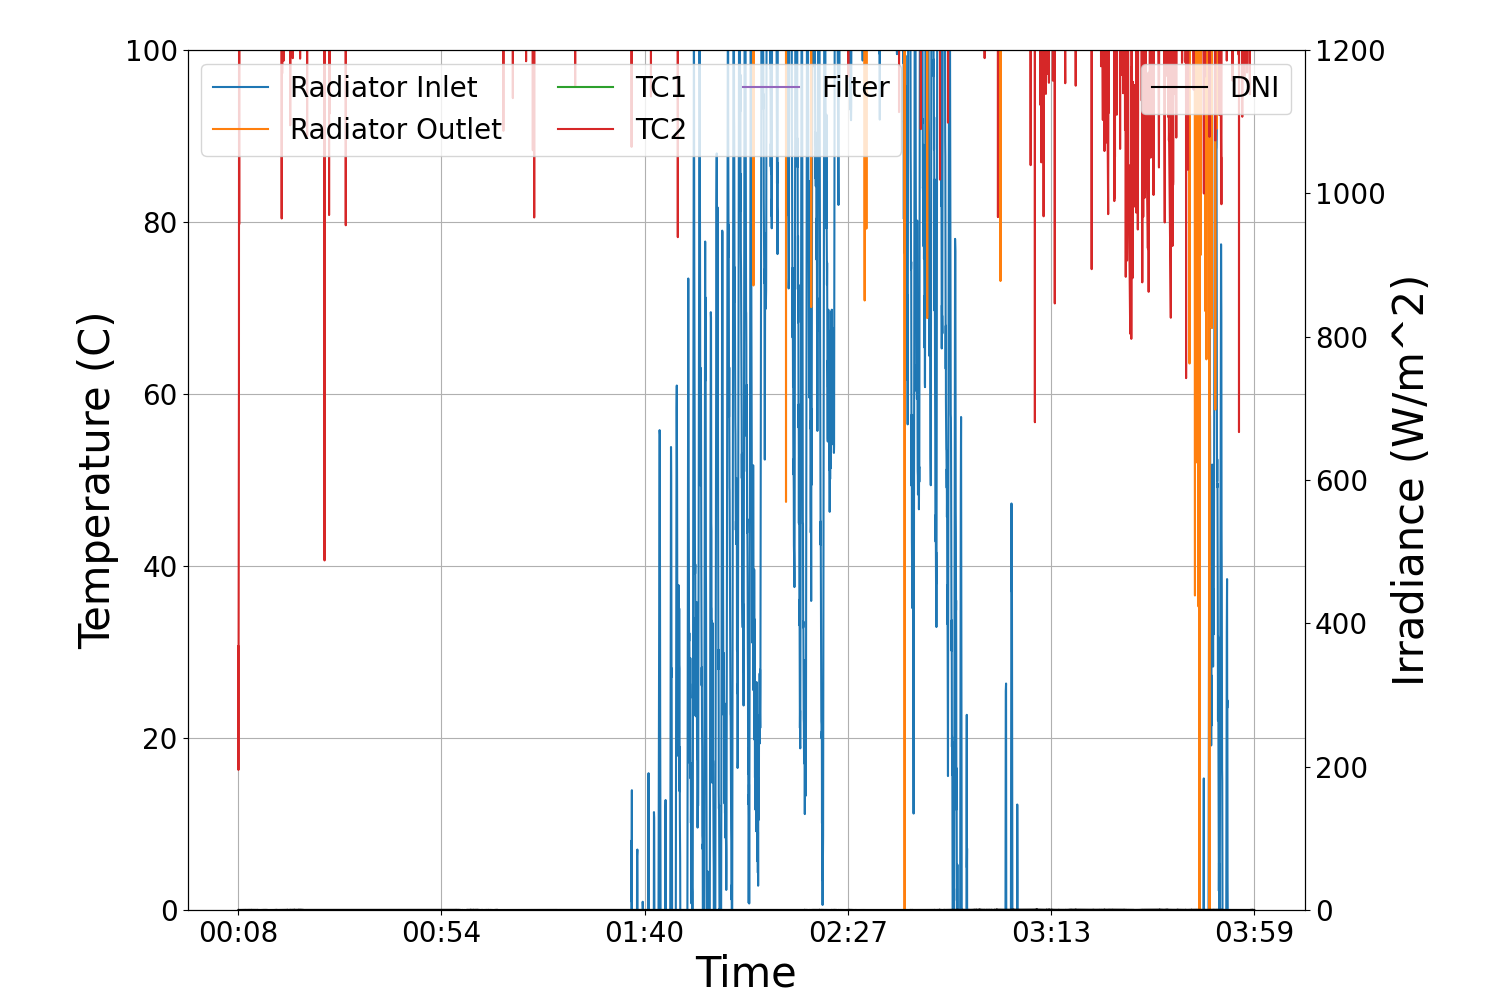 Radiator Inlet
Radiator Outlet
TC1
TC2
Filter
DNI
100
80
60
40
20
0
1200
1000
800
600
400
200
0
00:08
00:54
01:40
02:27
03:13
03:59
Temperature (C)
Irradiance (W/m^2)
Time